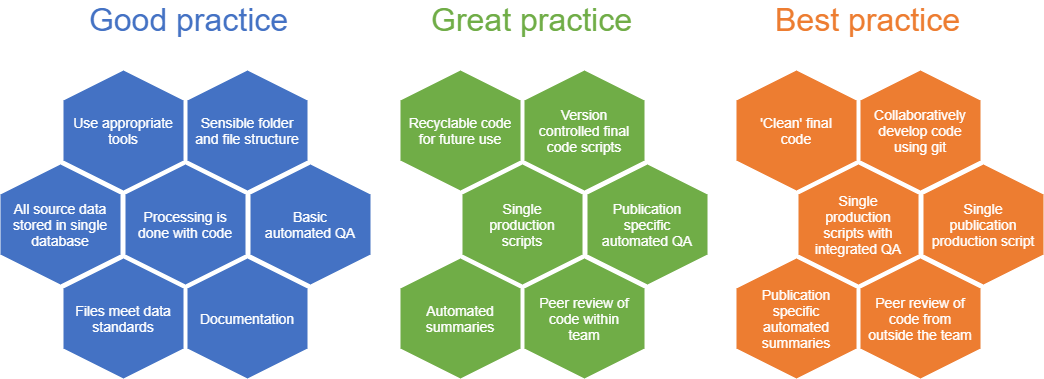 Good practice
Use appropriate
tools
Sensible folder
and file structure
All source data
stored in single
database
Processing is
done with code
Basic
automated QA
Files meet data
standards
Documentation
Great practice
Recyclable code
for future use
Version
controlled final
code scripts
Single
production
scripts
Publication
specific
automated QA
Automated
summaries
Peer review of
code within
team
Best practice
'Clean' final
code
Collaboratively
develop code
using git
Single
production
scripts with
integrated QA
Single
publication
production script
Publication
specific
automated
summaries
Peer review of
code from
outside the team